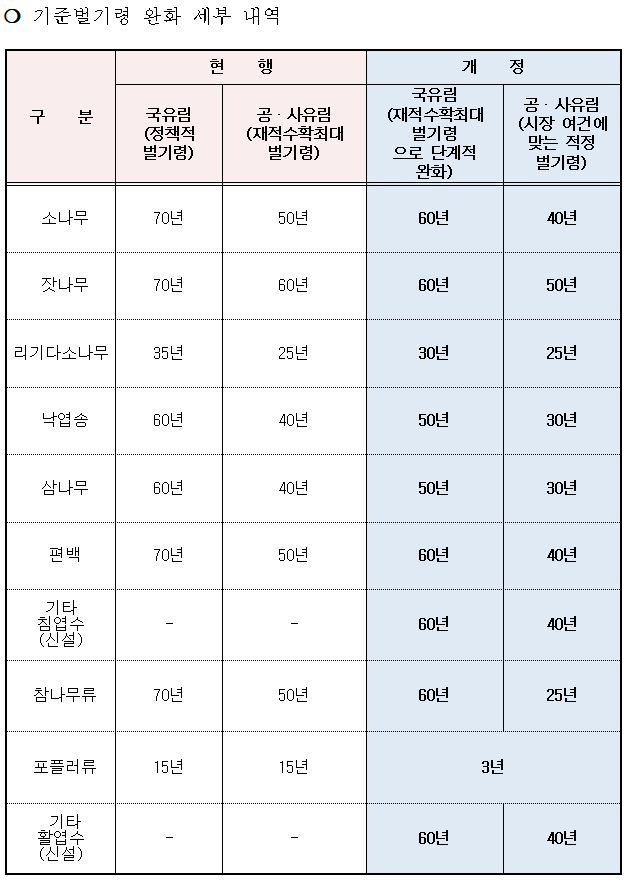 ❍ 기준벌기령 완화 세부 내역
구 분
현 행
개 정
국유림
(정책적
벌기령)
공 · 사유림
(재적수확최대
벌기령)
국유림
(재적수확최대
벌기령
으로 단계적
완화)
공 · 사유림
(시장 여건에
맞는 적정
벌기령)
소나무 70년 50년 60년 40년
잣나무 70년 60년 60년 50년
리기다소나무 35년 25년 30년 25년
낙엽송 60년 40년 50년 30년
삼나무 60년 40년 50년 30년
편백 70년 50년 60년 40년
기타
침엽수
(신설)
- - 60년 40년
참나무류 70년 50년 60년 25년
포플러류 15년 15년 3년
기타
활엽수
(신설)
- - 60년 40년